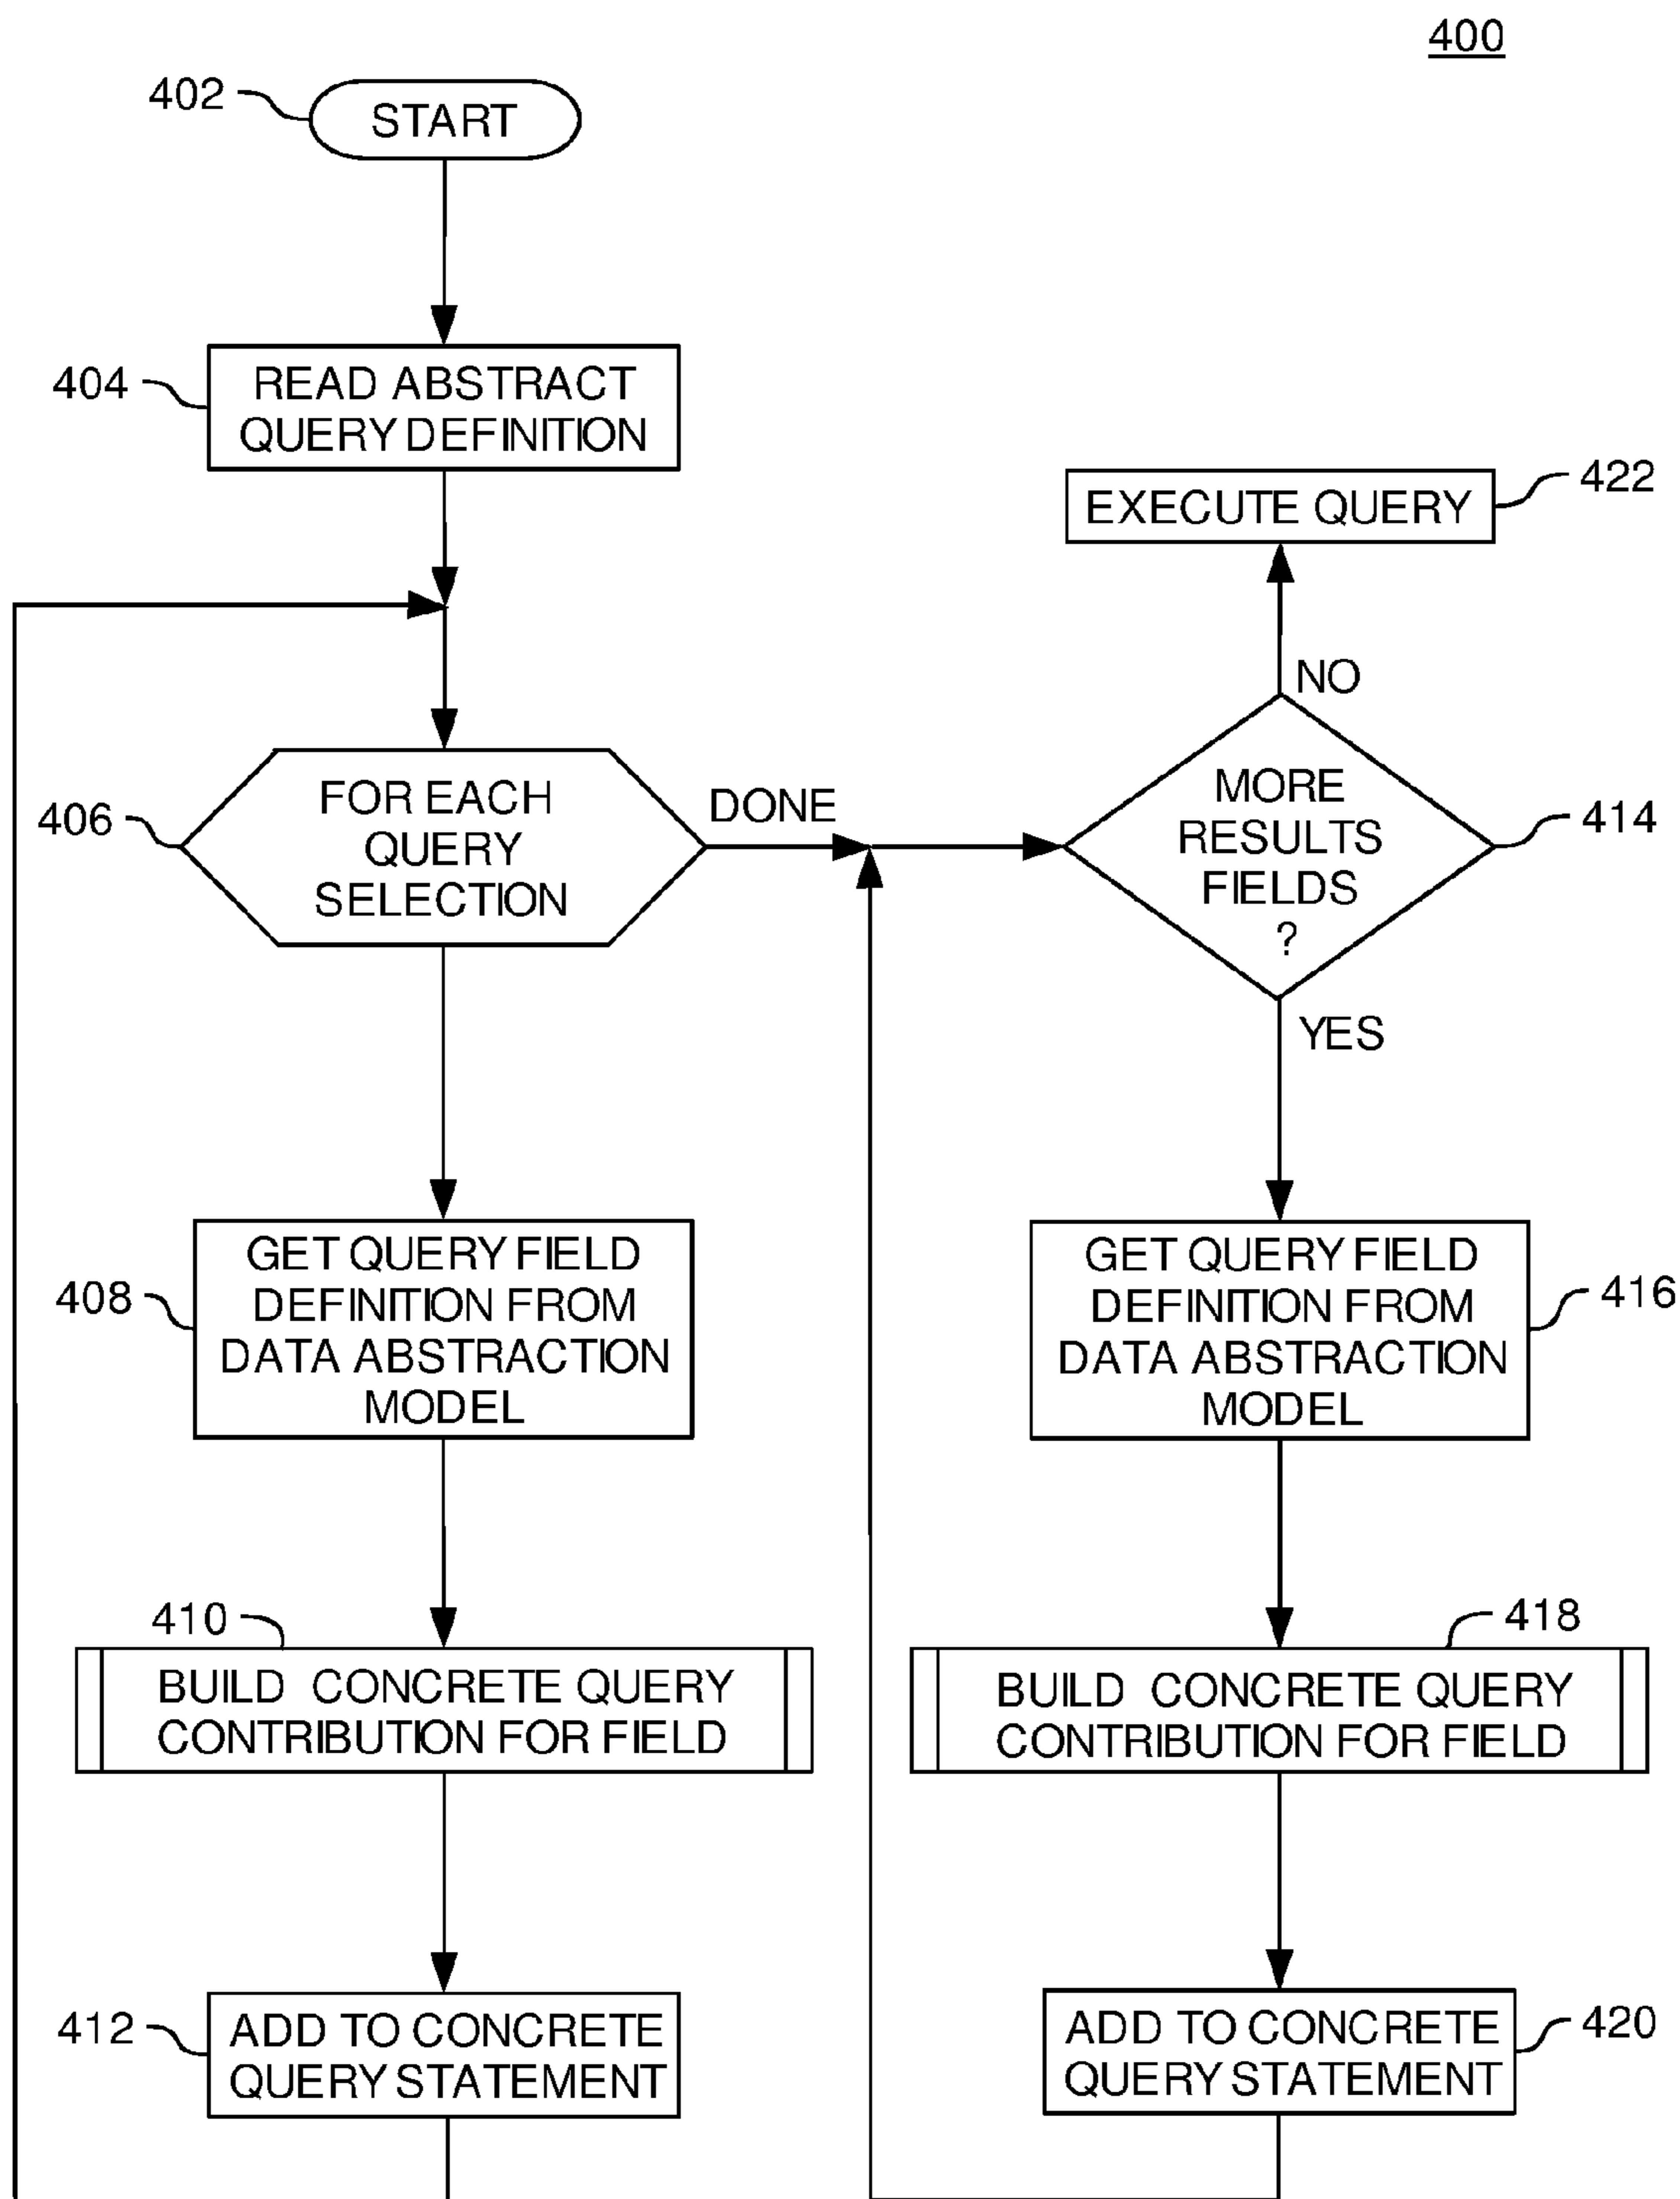 400
402
START
404
READ ABSTRACT
QUERY DEFINITION
406
FOR EACH
QUERY
SELECTION
DONE
408
GET QUERY FIELD
DEFINITION FROM
DATA ABSTRACTION
MODEL
410
BUILD CONCRETE QUERY
CONTRIBUTION FOR FIELD
412
ADD TO CONCRETE
QUERY STATEMENT
422
EXECUTE QUERY
NO
MORE
RESULTS
FIELDS
?
414
YES
GET QUERY FIELD
DEFINITION FROM
DATA ABSTRACTION
MODEL
416
418
BUILD CONCRETE QUERY
CONTRIBUTION FOR FIELD
ADD TO CONCRETE
QUERY STATEMENT
420